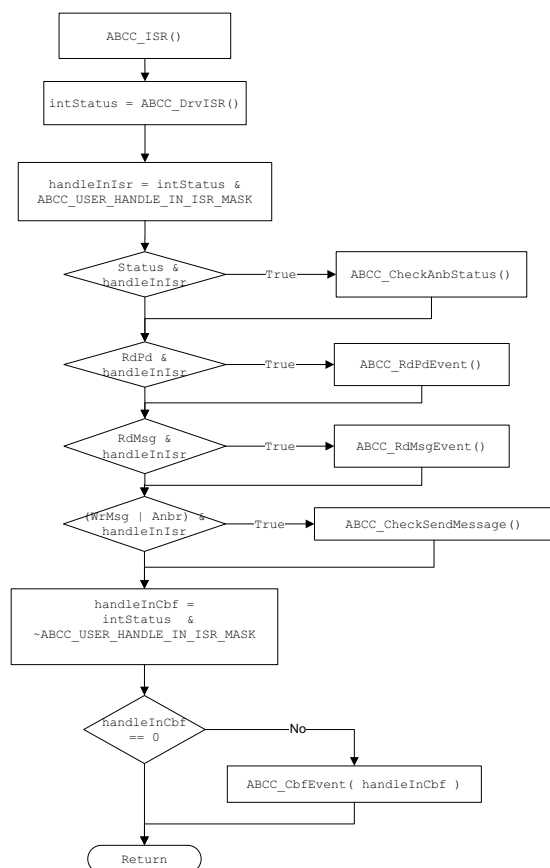 ABCC_ISR()
intStatus = ABCC_DrvISR()
handleInIsr = intStatus &
ABCC_USER_HANDLE_IN_ISR_MASK
Status &
handleInIsr
True
ABCC_CheckAnbStatus()
RdPd &
handleInIsr
True
ABCC_RdPdEvent()
RdMsg &
handleInIsr
True
ABCC_RdMsgEvent()
(WrMsg | Anbr) &
handleInIsr
True
ABCC_CheckSendMessage()
handleInCbf =
intStatus &
~ABCC_USER_HANDLE_IN_ISR_MASK
handleInCbf
== 0
No
ABCC_CbfEvent( handleInCbf )
Return